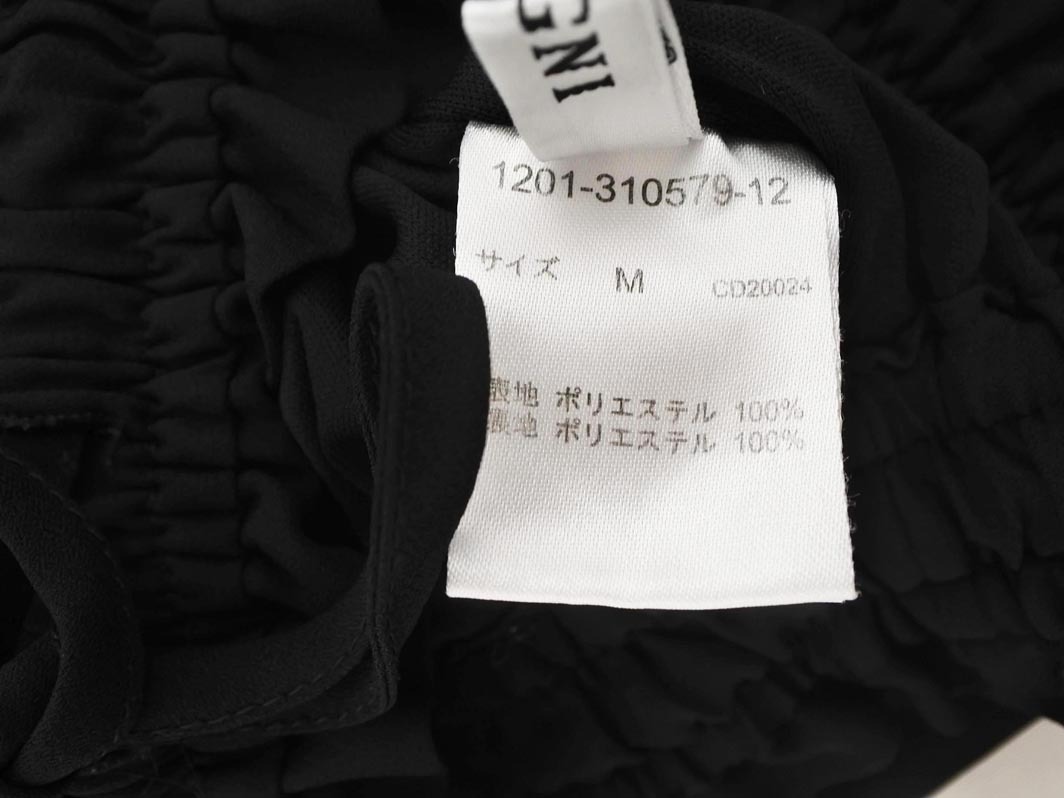 GNI
1201-310579-12
サイズ M CD20024
表地 ポリエステル 100%
裏地 ポリエステル 100%